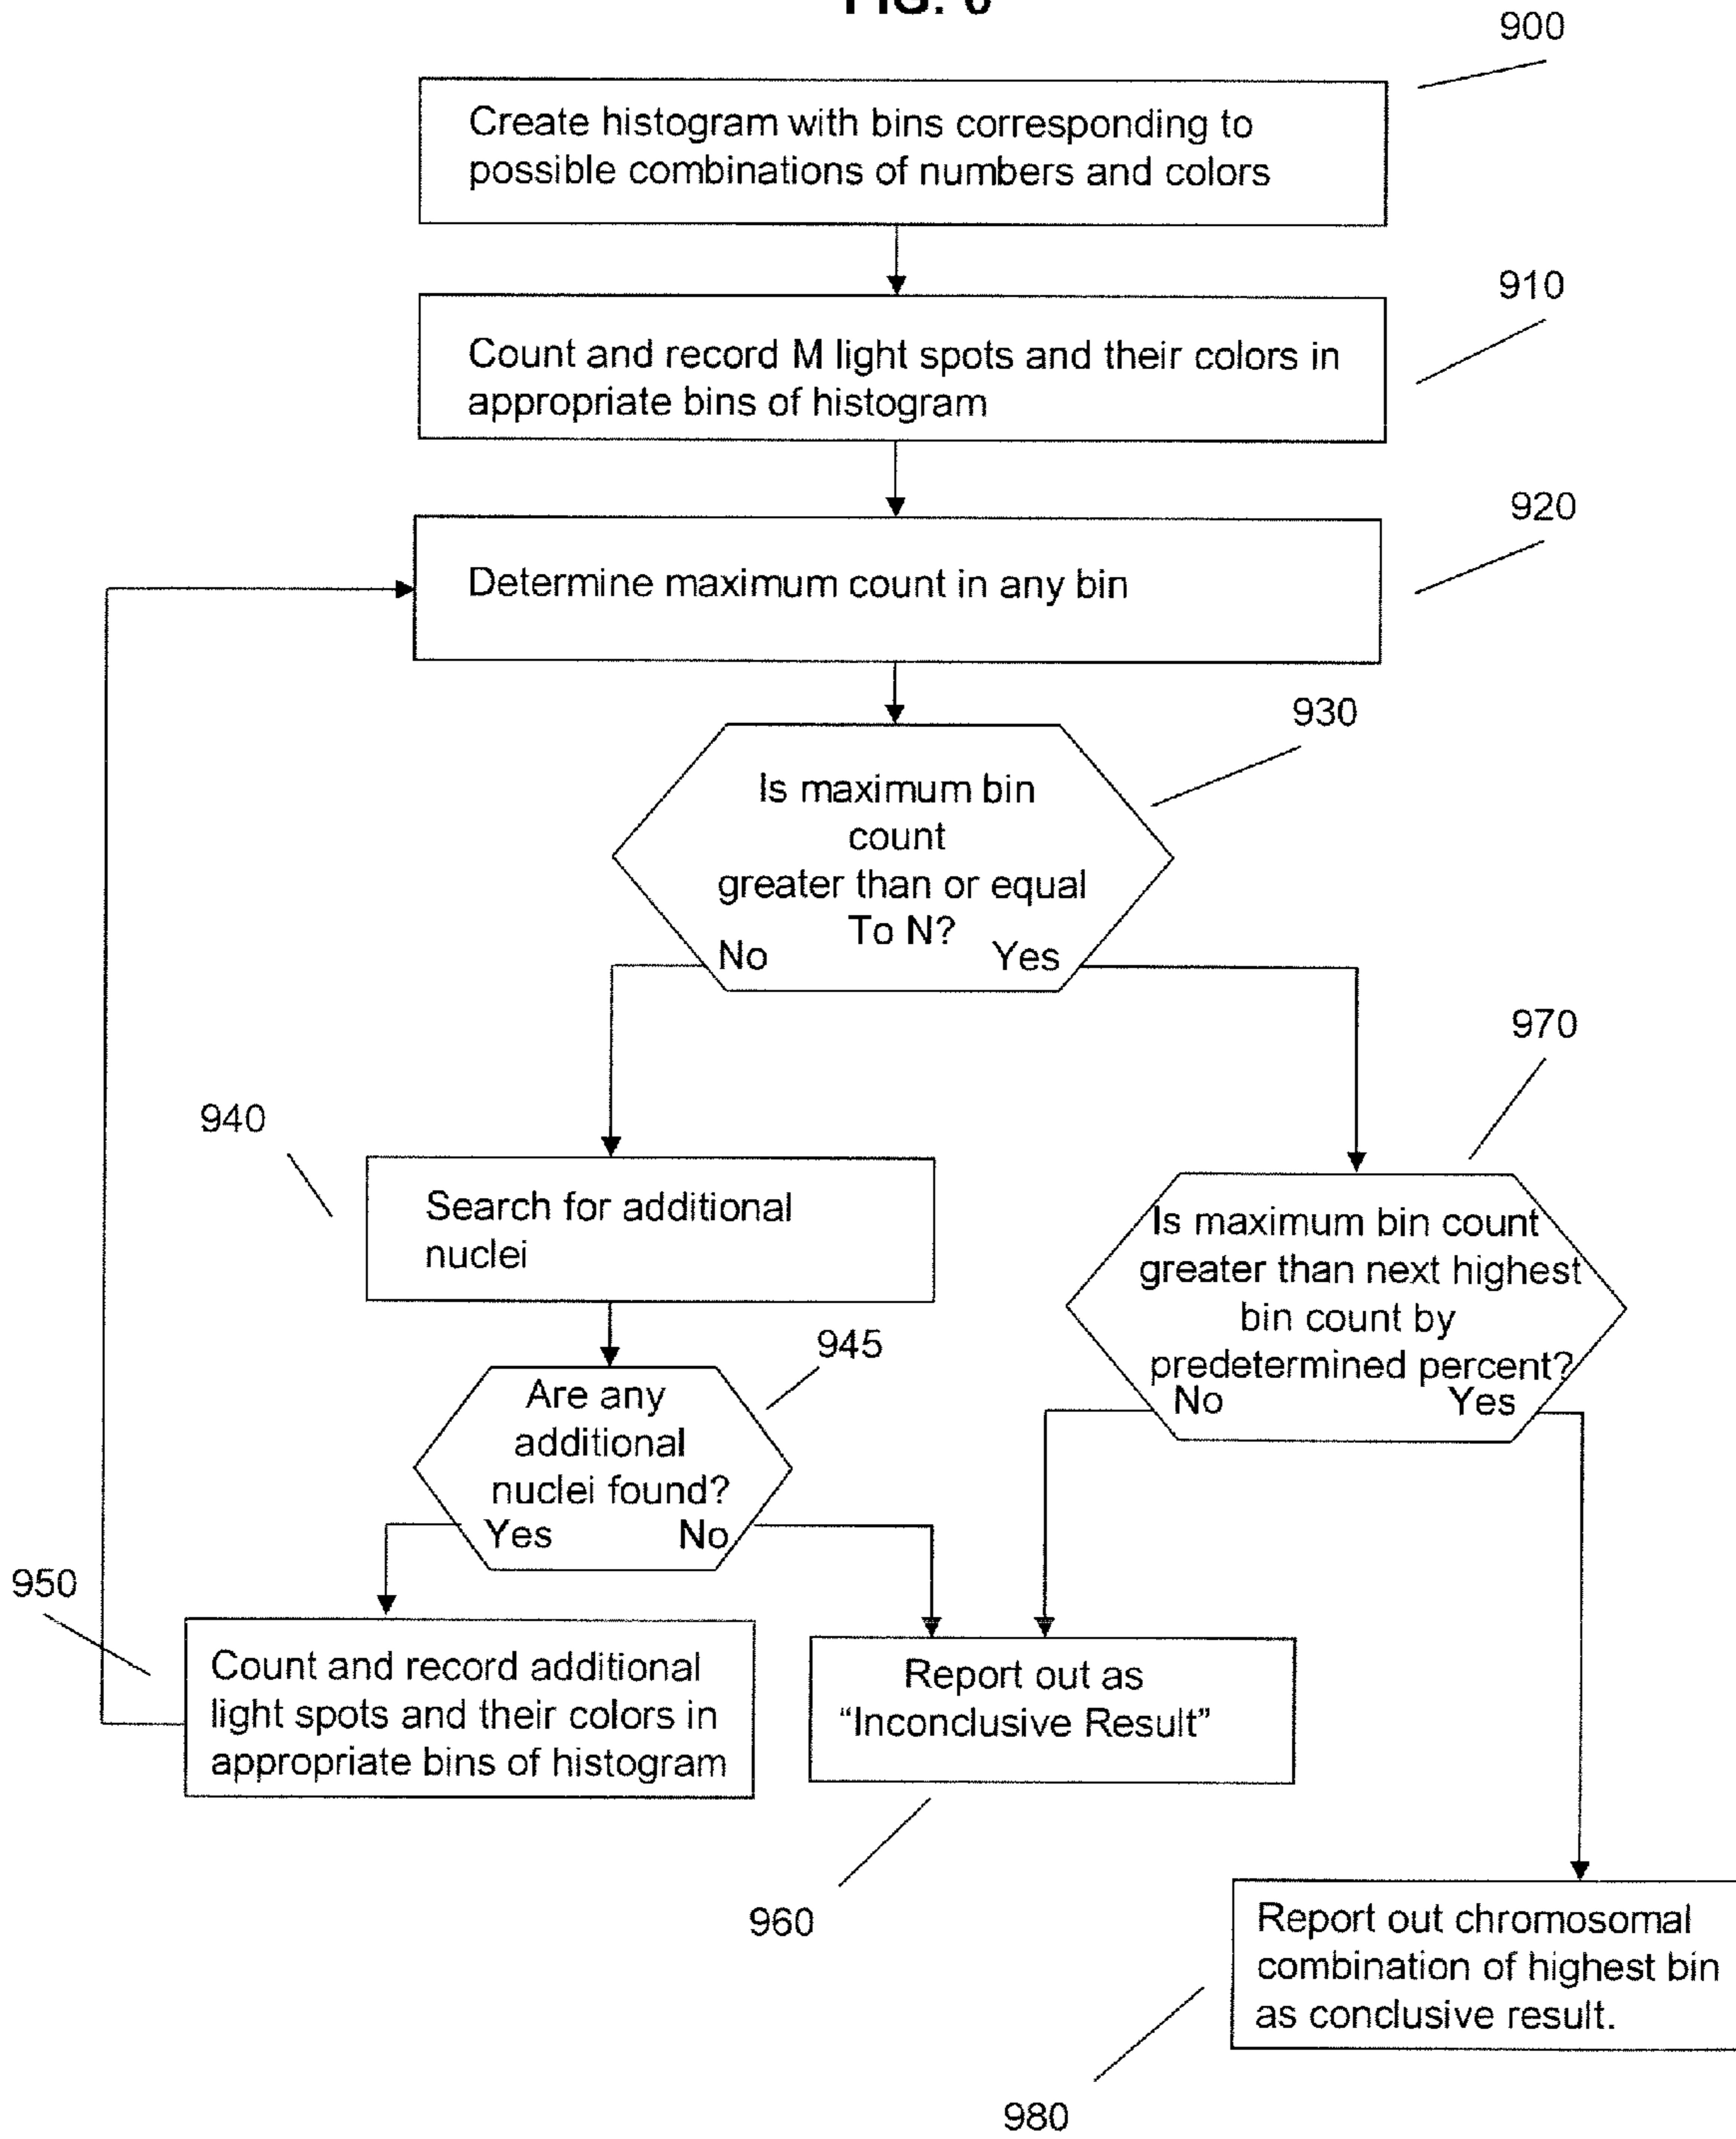 900
Create histogram with bins corresponding to
possible combinations of numbers and colors
910
Count and record M light spots and their colors in
appropriate bins of histogram
920
Determine maximum count in any bin
930
Is maximum bin
count
greater than or equal
To N?
No Yes
970
940
Search for additional
nuclei
Is maximum bin count
greater than next highest
bin count by
predetermined percent?
No Yes
945
Are any
additional
nuclei found?
Yes No
950
Count and record additional
light spots and their colors in
appropriate bins of histogram
Report out as
“Inconclusive Result”
960
Report out chromosomal
combination of highest bin
as conclusive result.
980